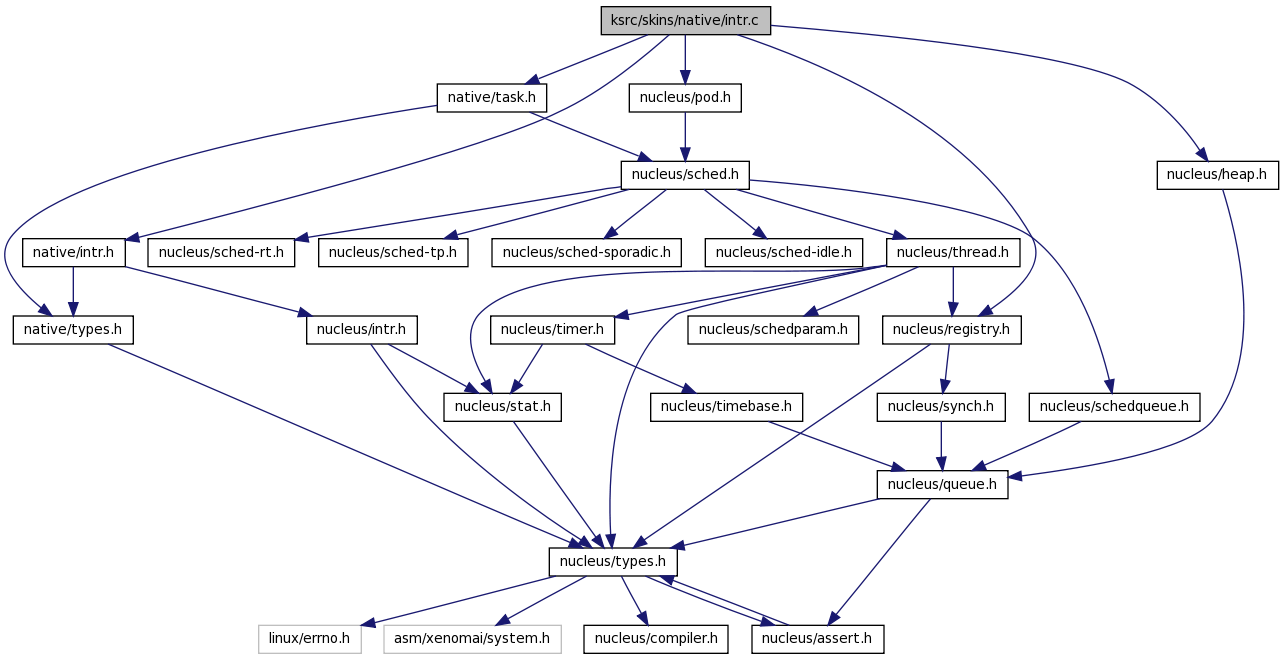 ksrc/skins/native/intr.c
native/task.h
nucleus/pod.h
nucleus/sched.h
nucleus/heap.h
native/intr.h
nucleus/sched-rt.h
nucleus/sched-tp.h
nucleus/sched-sporadic.h
nucleus/sched-idle.h
nucleus/thread.h
native/types.h
nucleus/intr.h
nucleus/timer.h
nucleus/schedparam.h
nucleus/registry.h
nucleus/stat.h
nucleus/timebase.h
nucleus/synch.h
nucleus/schedqueue.h
nucleus/queue.h
nucleus/types.h
linux/errno.h
asm/xenomai/system.h
nucleus/compiler.h
nucleus/assert.h